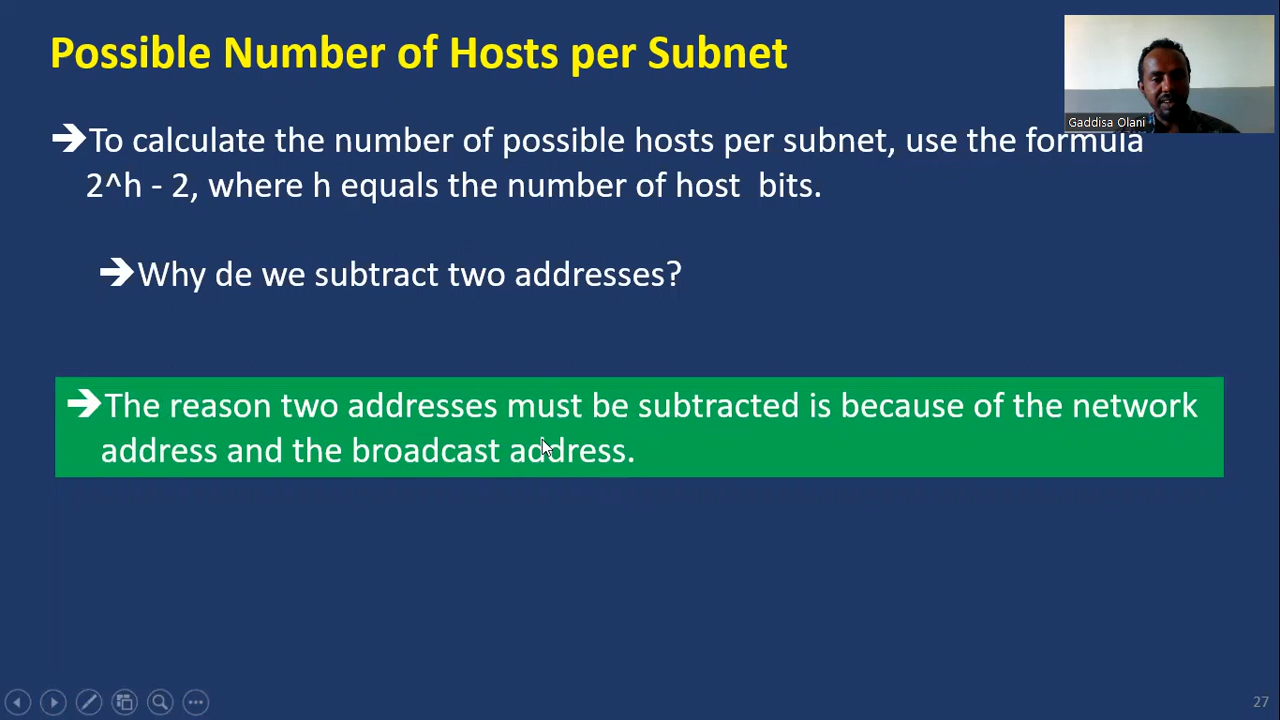 Possible Number of Hosts per Subnet
Gaddisa Olani
➔To calculate the number of possible hosts per subnet, use the formula
2^h - 2, where h equals the number of host  bits.
➔Why de we subtract two addresses?
➔The reason two addresses must be subtracted is because of the network
address and the broadcast address.
27